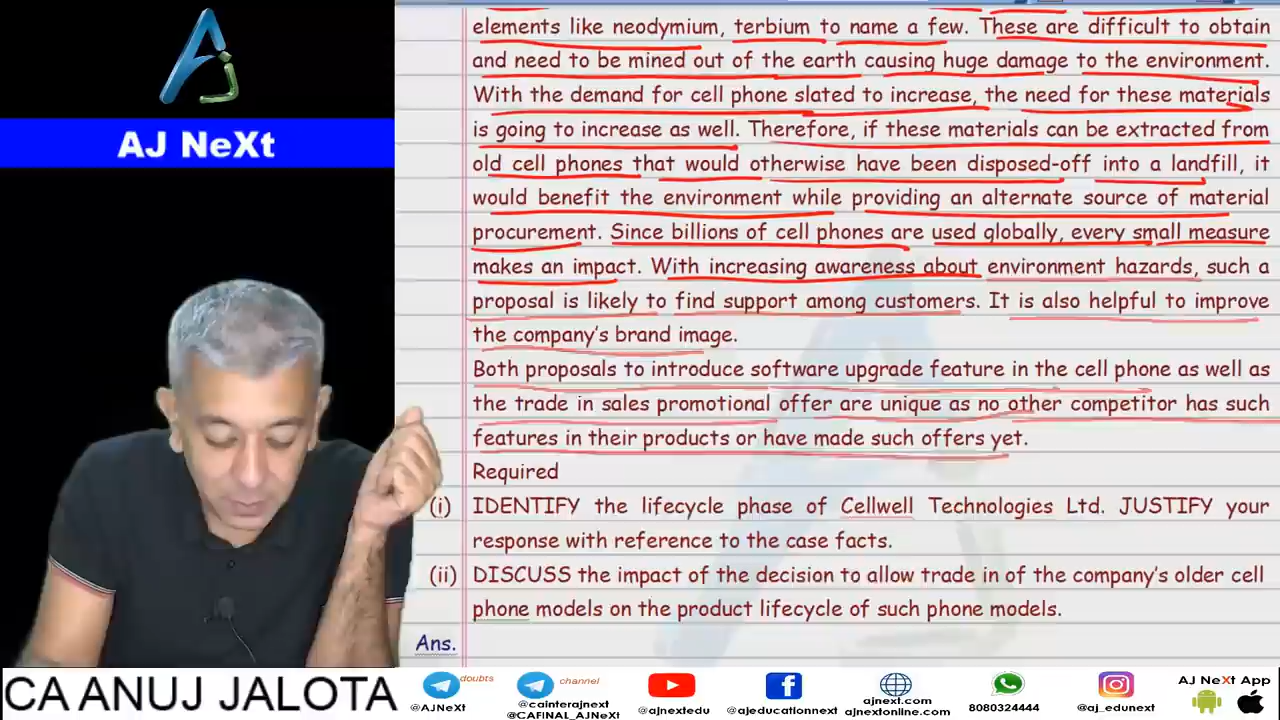 AJ NeXt
elements like neodymium, terbium to name a few. These are difficult to obtain
and need to be mined out of the earth causing huge damage to the environment.
With the demand for cell phone slated to increase, the need for these materials
is going to increase as well. Therefore, if these materials can be extracted from
old cell phones that would otherwise have been disposed-off into a landfill, it
would benefit the environment while providing an alternate source of material
procurement. Since billions of cell phones are used globally, every small measure
makes an impact. With increasing awareness about environment hazards, such a
proposal is likely to find support among customers. It is also helpful to improve
the company's brand image.
Both proposals to introduce software upgrade feature in the cell phone as well as
the trade in sales promotional offer are unique as no other competitor has such
features in their products or have made such offers yet.
Required
(i) IDENTIFY the lifecycle phase of Cellwell Technologies Ltd. JUSTIFY your
response with reference to the case facts.
(ii) DISCUSS the impact of the decision to allow trade in of the company's older cell
phone models on the product lifecycle of such phone models.
Ans.
CA ANUJ JALOTA
doubts
@AJNeXt
channel
@cainterajnext
@CAFINAL_AJNeXt
@ajnextedu
@ajeducationnext
ajnext.com
ajnextonline.com
8080324444
@aj_edunext
AJ NeXt App